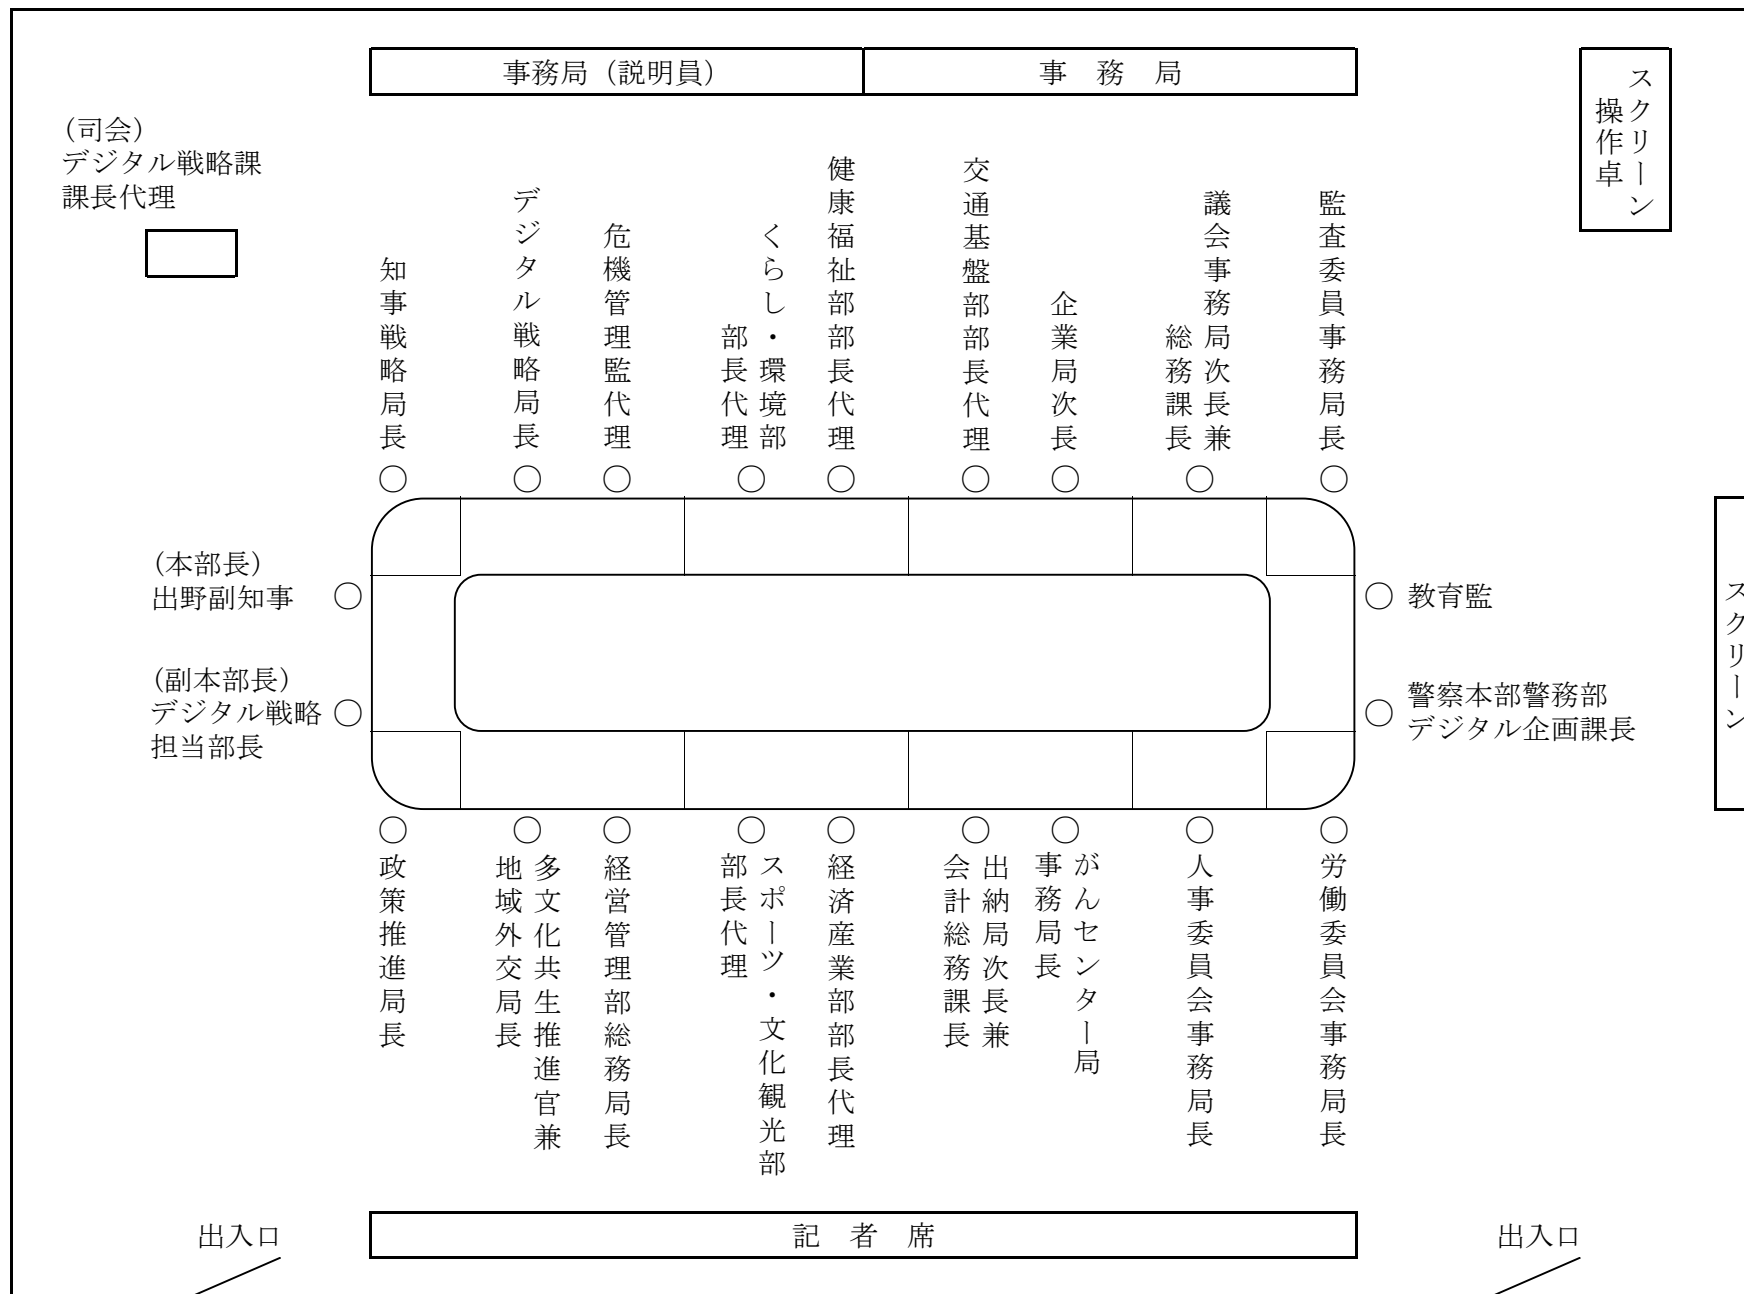 事務局（説明員）
事　務　局
スクリーン
操作卓
（司会）
デジタル戦略課
課長代理
知事戦略局長
デジタル戦略局長
危機管理監代理
くらし・環境部
部長代理
健康福祉部部長代理
交通基盤部部長代理
企業局次長
議会事務局次長兼
総務課長
監査委員事務局長
（本部長）
出野副知事
（副本部長）
デジタル戦略
担当部長
教育監
警察本部警務部
デジタル企画課長
スクリーン
政策推進局長
多文化共生推進官兼
地域外交局長
経営管理部総務局長
スポーツ・文化観光部
部長代理
経済産業部部長代理
出納局次長兼
会計総務課長
がんセンター局
事務局長
人事委員会事務局長
労働委員会事務局長
出入口
記　者　席
出入口